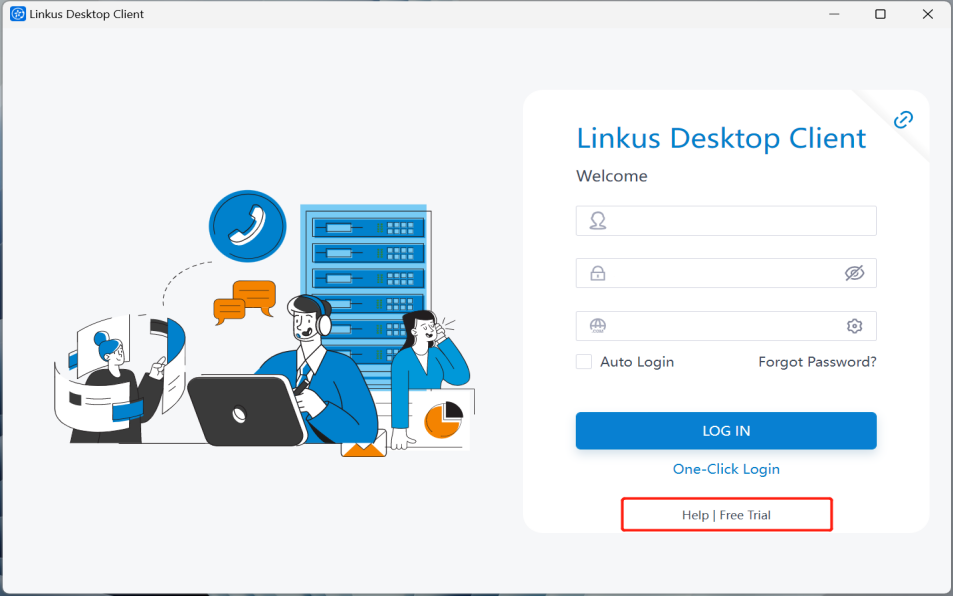 Linkus Desktop Client
Linkus Desktop Client
Welcome
Auto Login
Forgot Password?
LOG IN
One-Click Login
Help | Free Trial